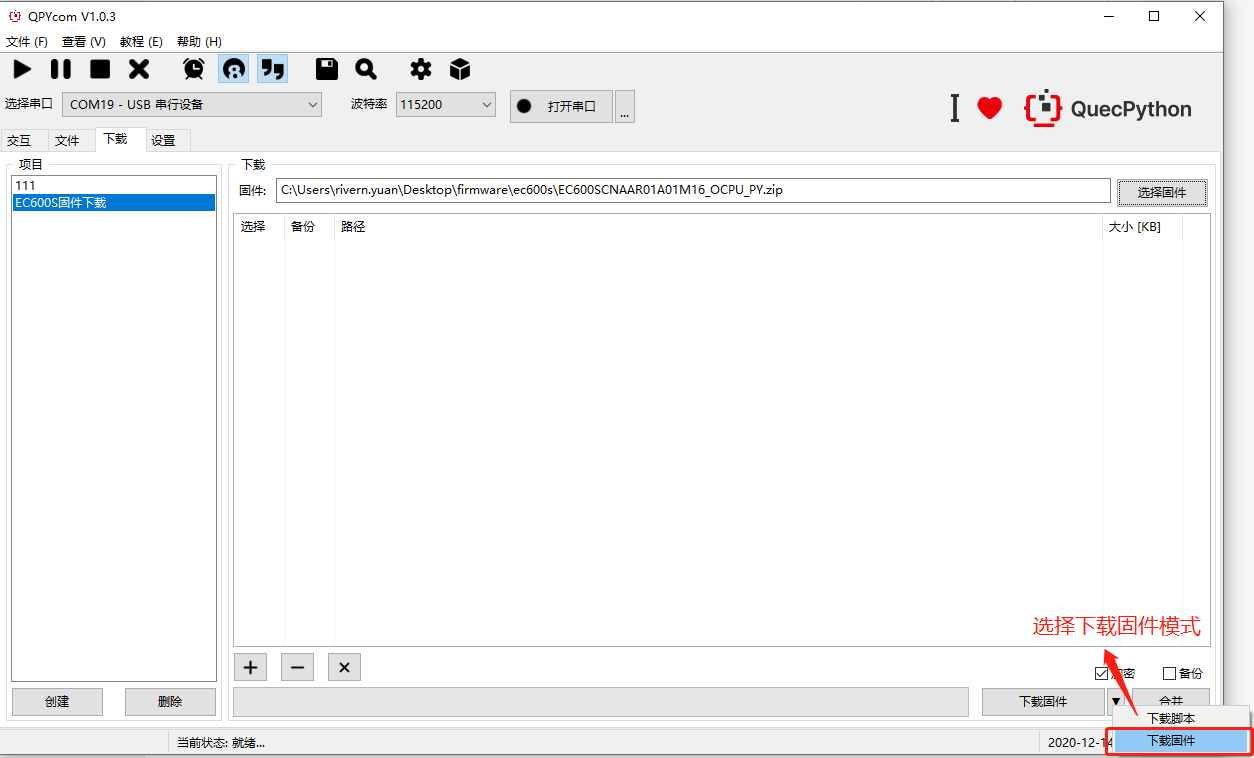 QPYcom V1.0.3
文件 (F) 查看 (V) 教程 (E) 帮助 (H)
选择串口 COM19 - USB 串行设备 波特率 115200 打开串口 ...
I QuecPython
交互 文件 下载 设置
项目
111
EC600S固件下载
创建 删除
下载
固件: C:\Users\rivern.yuan\Desktop\firmware\ec600s\EC600SCNAAR01A01M16_OCPU_PY.zip 选择固件
选择 备份 路径 大小 [KB]
选择下载固件模式
密 备份
下载固件 合并
下载脚本
下载固件
当前状态: 就绪... 2020-12-14